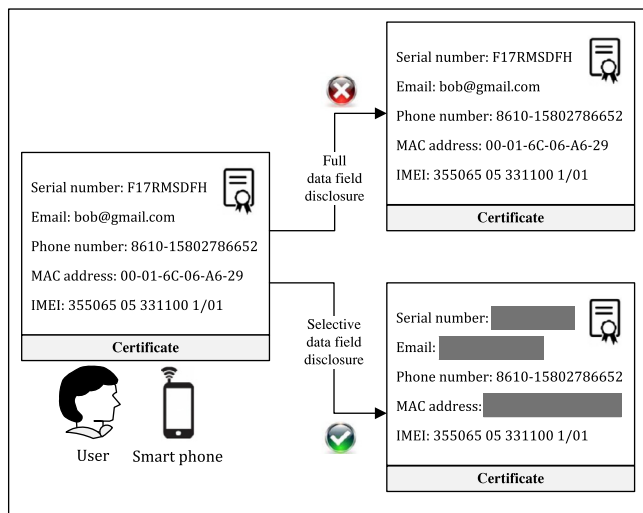 Serial number: F17RMSDFH
Email: bob@gmail.com
Phone number: 8610-15802786652
MAC address: 00-01-6C-06-A6-29
IMEI: 355065 05 331100 1/01
Certificate
User
Smart phone
Full
data field
disclosure
Selective
data field
disclosure
Serial number: F17RMSDFH
Email: bob@gmail.com
Phone number: 8610-15802786652
MAC address: 00-01-6C-06-A6-29
IMEI: 355065 05 331100 1/01
Certificate
Serial number:
Email:
Phone number: 8610-15802786652
MAC address:
IMEI: 355065 05 331100 1/01
Certificate